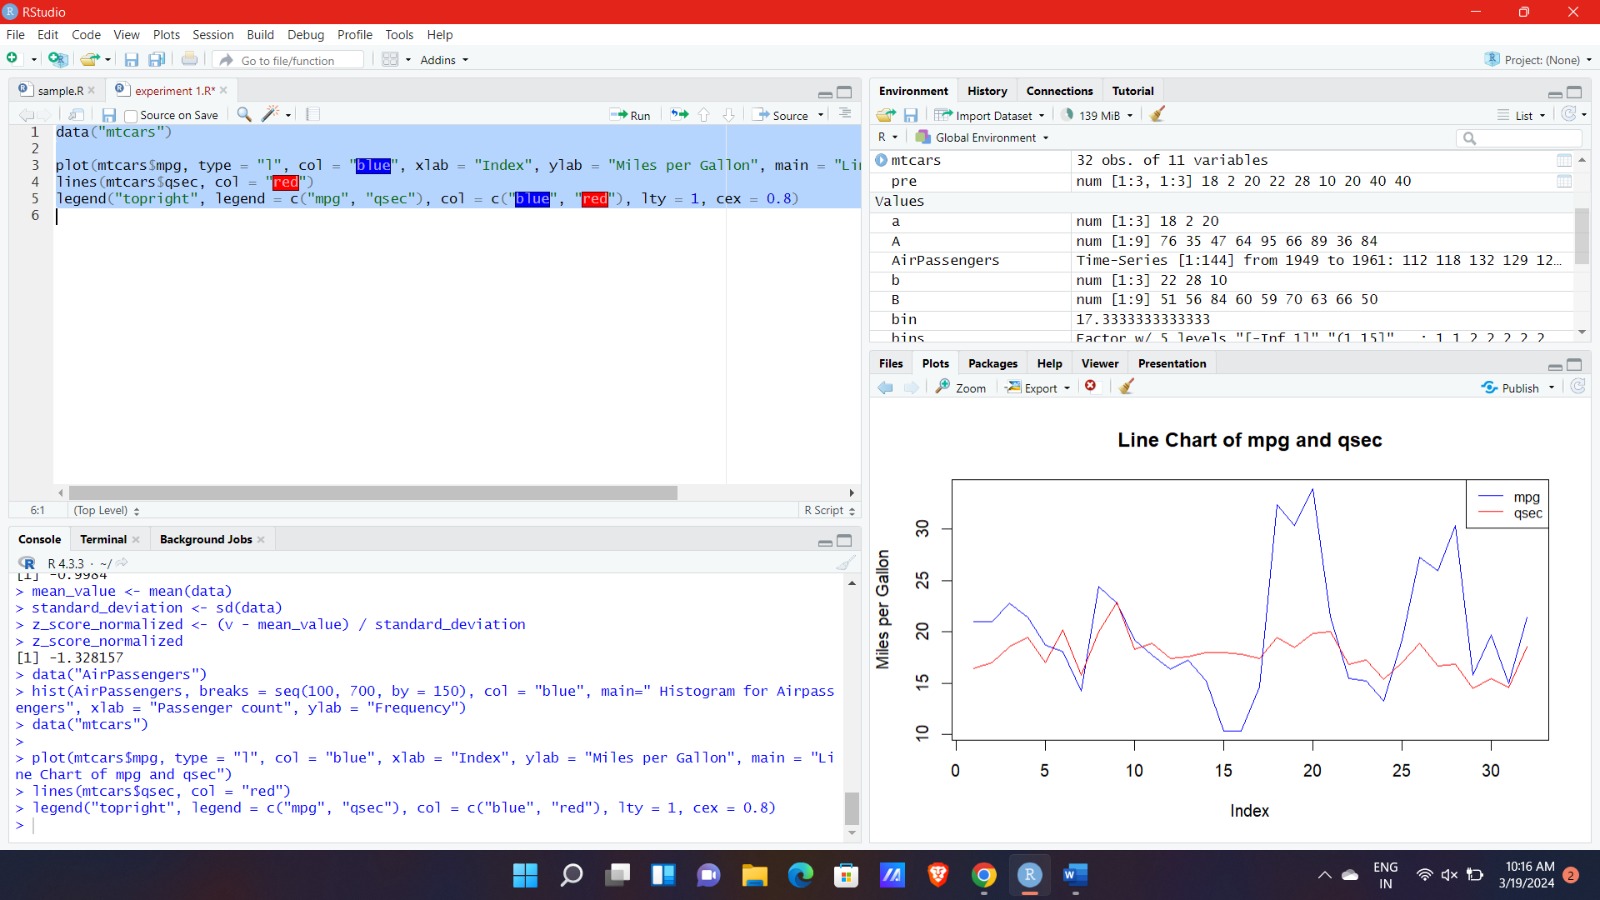 RStudio
File Edit Code View Plots Session Build Debug Profile Tools Help
Go to file/function Addins Project: (None)
sample.R experiment 1.R*
Source on Save Run Source
1 data("mtcars")
2
3 plot(mtcars$mpg, type = "l", col = "blue", xlab = "Index", ylab = "Miles per Gallon", main = "Li
4 lines(mtcars$qsec, col = "red")
5 legend("topright", legend = c("mpg", "qsec"), col = c("blue", "red"), lty = 1, cex = 0.8)
6
6:1 (Top Level) R Script
Console Terminal Background Jobs
R 4.3.3 · ~/
[1] -0.9984
> mean_value <- mean(data)
> standard_deviation <- sd(data)
> z_score_normalized <- (v - mean_value) / standard_deviation
> z_score_normalized
[1] -1.328157
> data("AirPassengers")
> hist(AirPassengers, breaks = seq(100, 700, by = 150), col = "blue", main=" Histogram for Airpass
engers", xlab = "Passenger count", ylab = "Frequency")
> data("mtcars")
>
> plot(mtcars$mpg, type = "l", col = "blue", xlab = "Index", ylab = "Miles per Gallon", main = "Li
ne Chart of mpg and qsec")
> lines(mtcars$qsec, col = "red")
> legend("topright", legend = c("mpg", "qsec"), col = c("blue", "red"), lty = 1, cex = 0.8)
>
Environment History Connections Tutorial
Import Dataset 139 MiB List
R Global Environment
mtcars 32 obs. of 11 variables
pre num [1:3, 1:3] 18 2 20 22 28 10 20 40 40
Values
a num [1:3] 18 2 20
A num [1:9] 76 35 47 64 95 66 89 36 84
AirPassengers Time-Series [1:144] from 1949 to 1961: 112 118 132 129 12...
b num [1:3] 22 28 10
B num [1:9] 51 56 84 60 59 70 63 66 50
bin 17.3333333333333
bins Factor w/ 5 levels "[-Inf,1]" "(1,15]" ..: 1 1 2 2 2 2 2
Files Plots Packages Help Viewer Presentation
Zoom Export Publish
Line Chart of mpg and qsec
mpg
qsec
Miles per Gallon
30
25
20
15
10
0 5 10 15 20 25 30
Index
ENG
IN
10:16 AM
3/19/2024
2